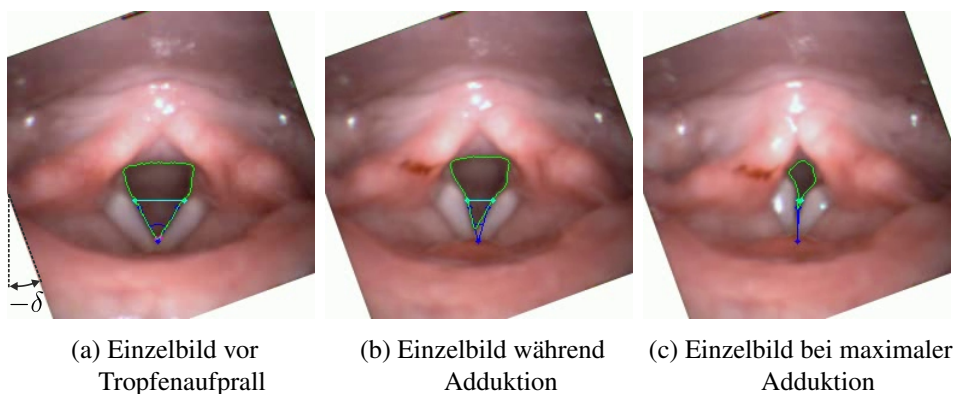 −δ
(a) Einzelbild vor
Tropfenaufprall
(b) Einzelbild während
Adduktion
(c) Einzelbild bei maximaler
Adduktion